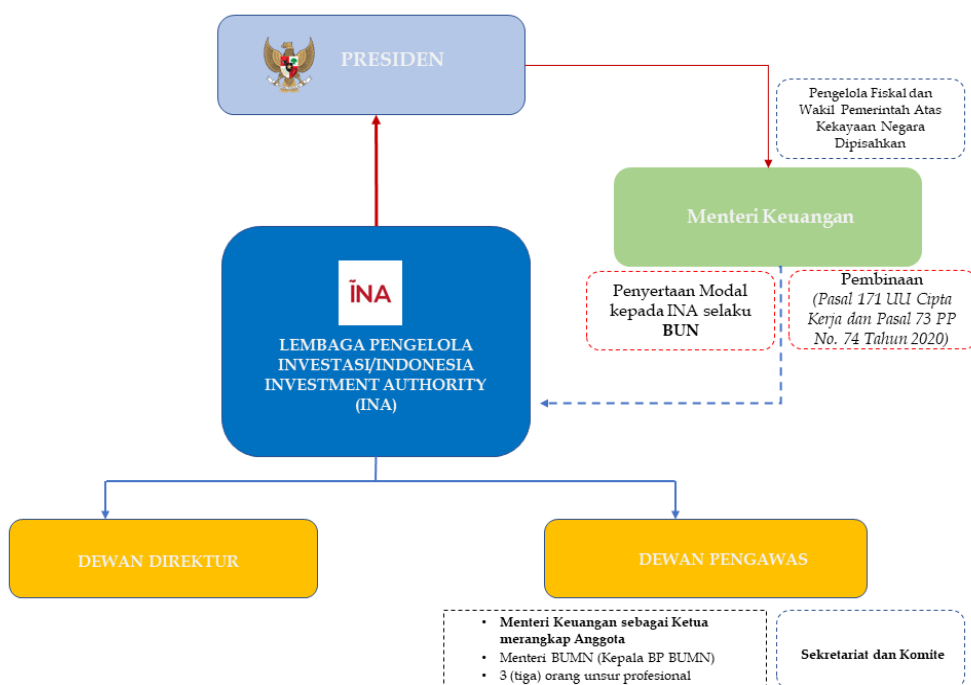 PRESIDEN
Pengelola Fiskal dan
Wakil Pemerintah Atas
Kekayaan Negara
Dipisahkan
Menteri Keuangan
Penyertaan Modal
kepada INA selaku
BUN
Pembinaan
(Pasal 171 UU Cipta
Kerja dan Pasal 73 PP
No. 74 Tahun 2020)
INA
LEMBAGA PENGELOLA
INVESTASI/INDONESIA
INVESTMENT AUTHORITY
(INA)
DEWAN DIREKTUR
DEWAN PENGAWAS
• Menteri Keuangan sebagai Ketua
merangkap Anggota
• Menteri BUMN (Kepala BP BUMN)
• 3 (tiga) orang unsur profesional
Sekretariat dan Komite